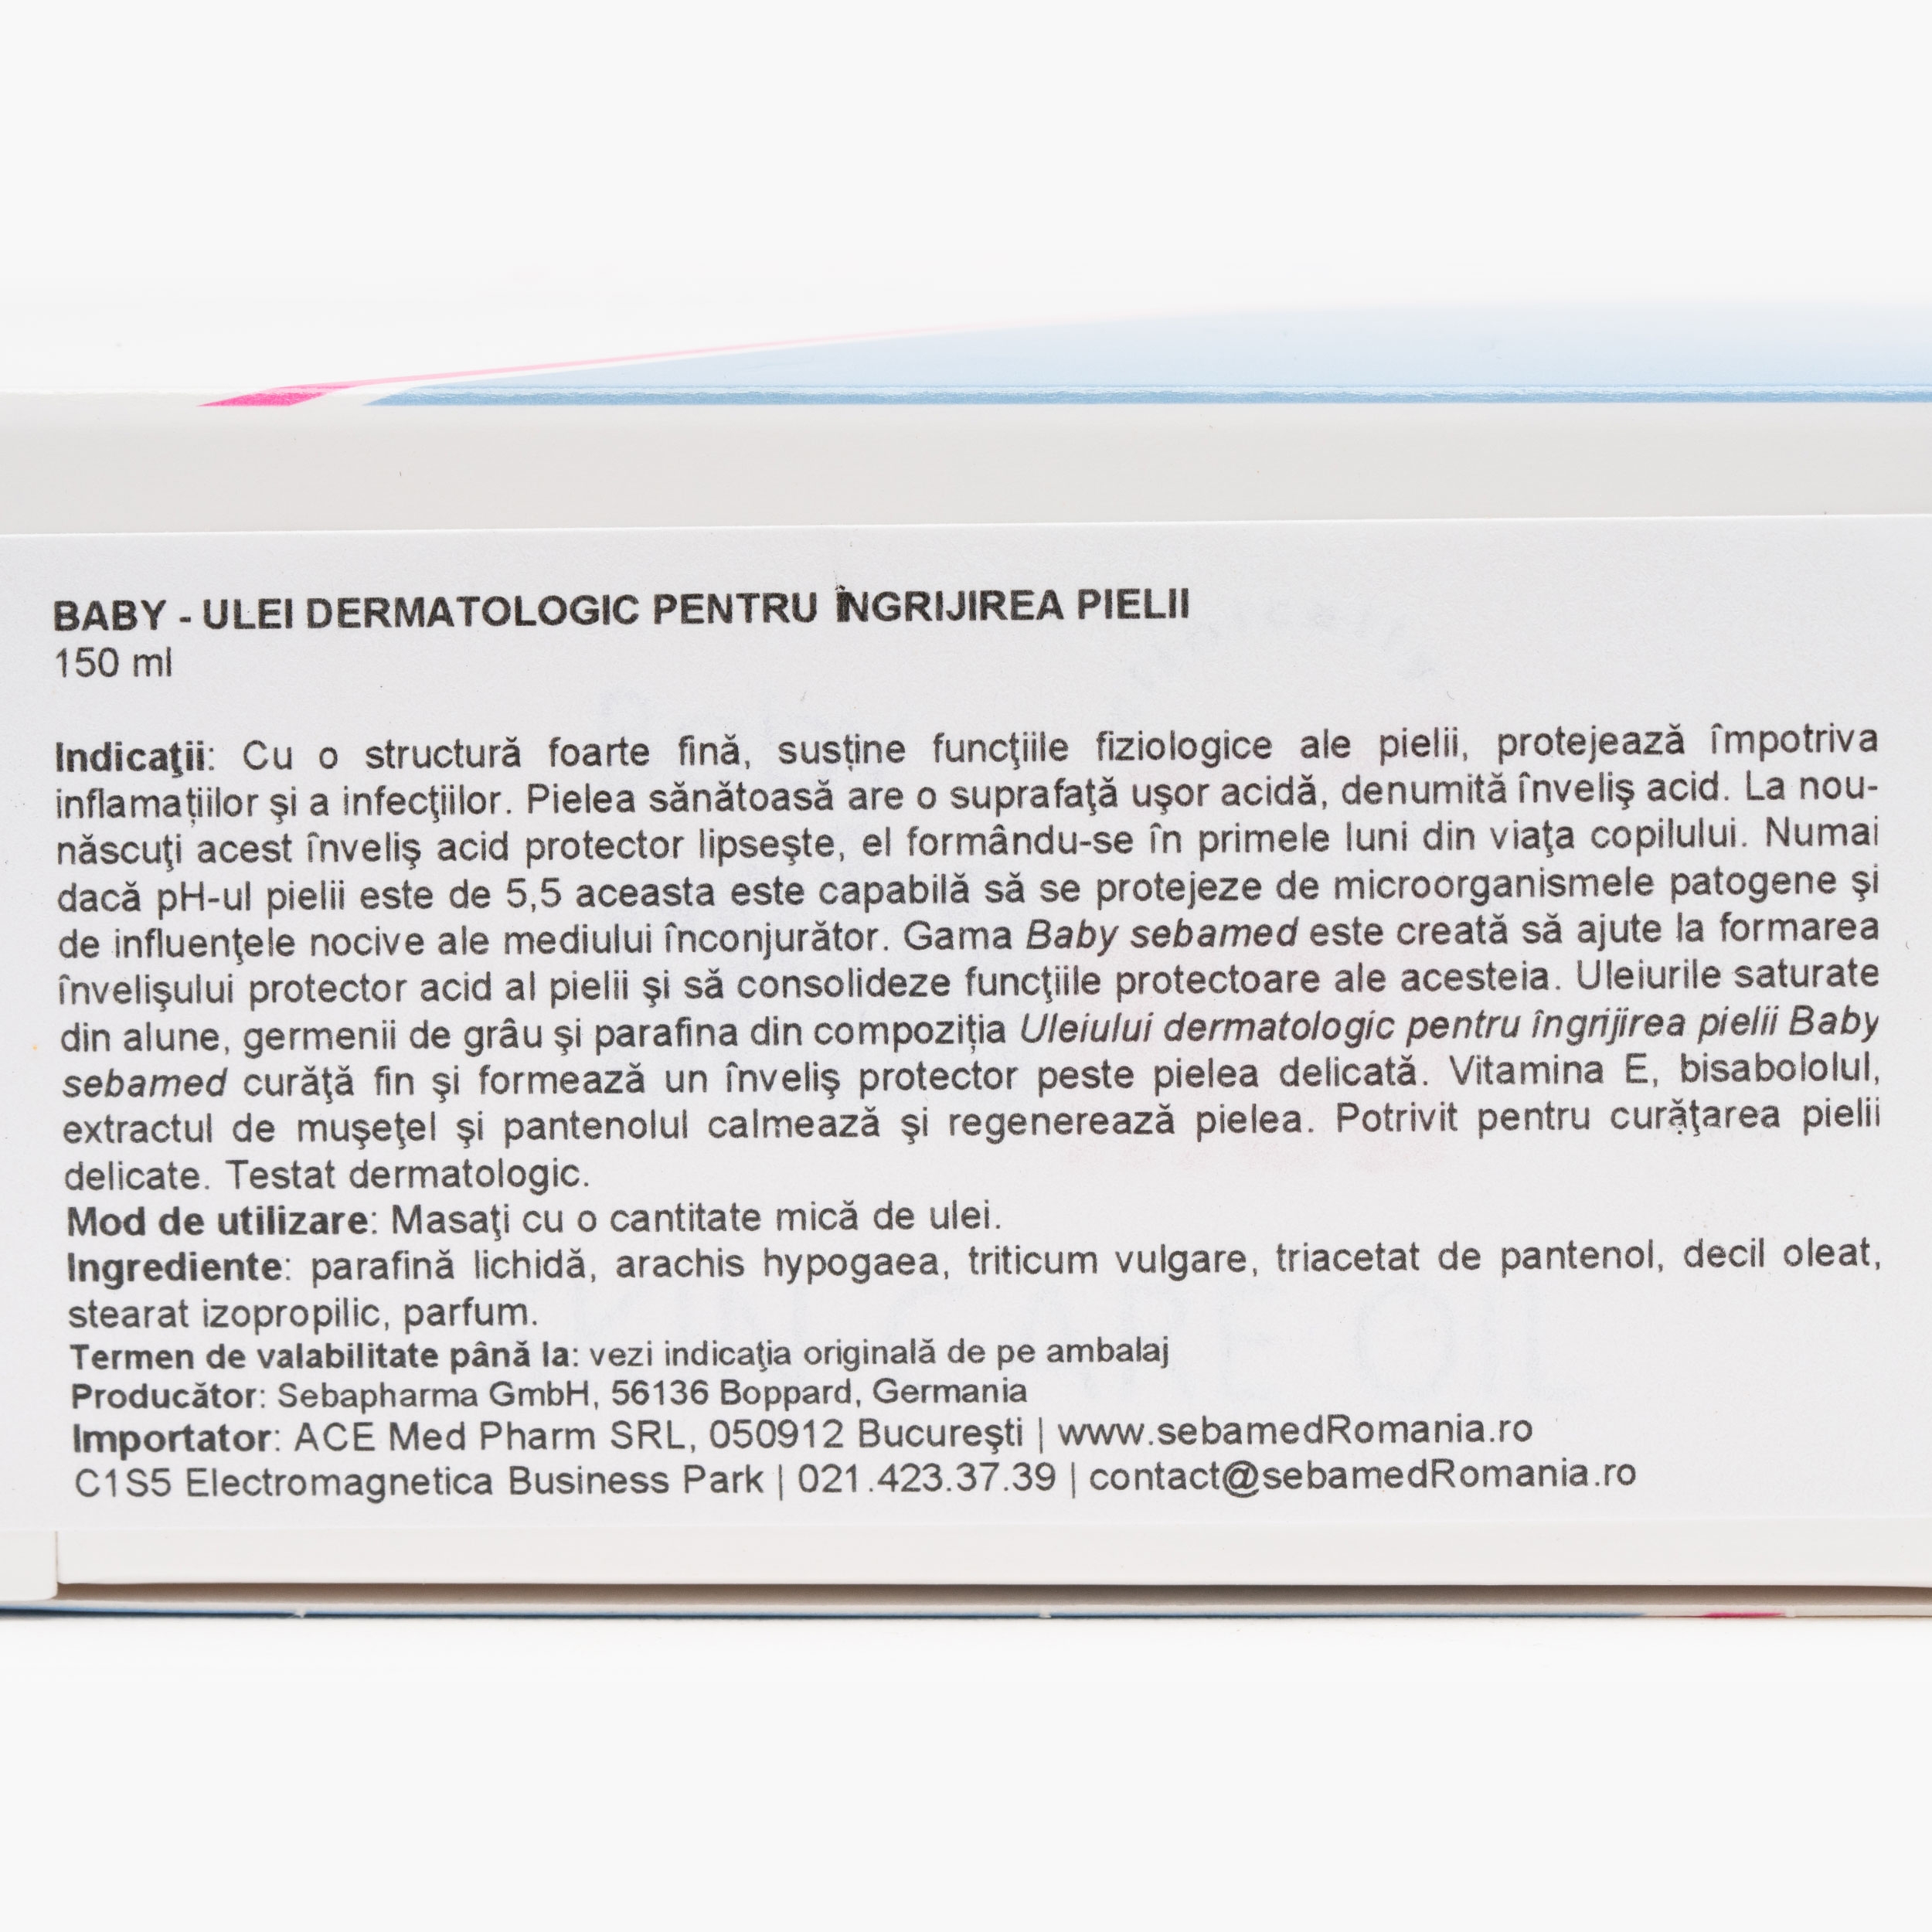 BABY - ULEI DERMATOLOGIC PENTRU ÎNGRIJIREA PIELII
150 ml
Indicaţii: Cu o structură foarte fină, susține funcţiile fiziologice ale pielii, protejează împotriva
inflamațiilor şi a infecţiilor. Pielea sănătoasă are o suprafaţă uşor acidă, denumită înveliş acid. La nou-
născuţi acest înveliş acid protector lipseşte, el formându-se în primele luni din viaţa copilului. Numai
dacă pH-ul pielii este de 5,5 aceasta este capabilă să se protejeze de microorganismele patogene şi
de influenţele nocive ale mediului înconjurător. Gama Baby sebamed este creată să ajute la formarea
învelişului protector acid al pielii şi să consolideze funcţiile protectoare ale acesteia. Uleiurile saturate
din alune, germenii de grâu şi parafina din compoziția Uleiului dermatologic pentru îngrijirea pielii Baby
sebamed curăţă fin şi formează un înveliş protector peste pielea delicată. Vitamina E, bisabololul,
extractul de muşeţel şi pantenolul calmează şi regenerează pielea. Potrivit pentru curăţarea pielii
delicate. Testat dermatologic.
Mod de utilizare: Masaţi cu o cantitate mică de ulei.
Ingrediente: parafină lichidă, arachis hypogaea, triticum vulgare, triacetat de pantenol, decil oleat,
stearat izopropilic, parfum.
Termen de valabilitate până la: vezi indicaţia originală de pe ambalaj
Producător: Sebapharma GmbH, 56136 Boppard, Germania
Importator: ACE Med Pharm SRL, 050912 Bucureşti | www.sebamedRomania.ro
C1S5 Electromagnetica Business Park | 021.423.37.39 | contact@sebamedRomania.ro